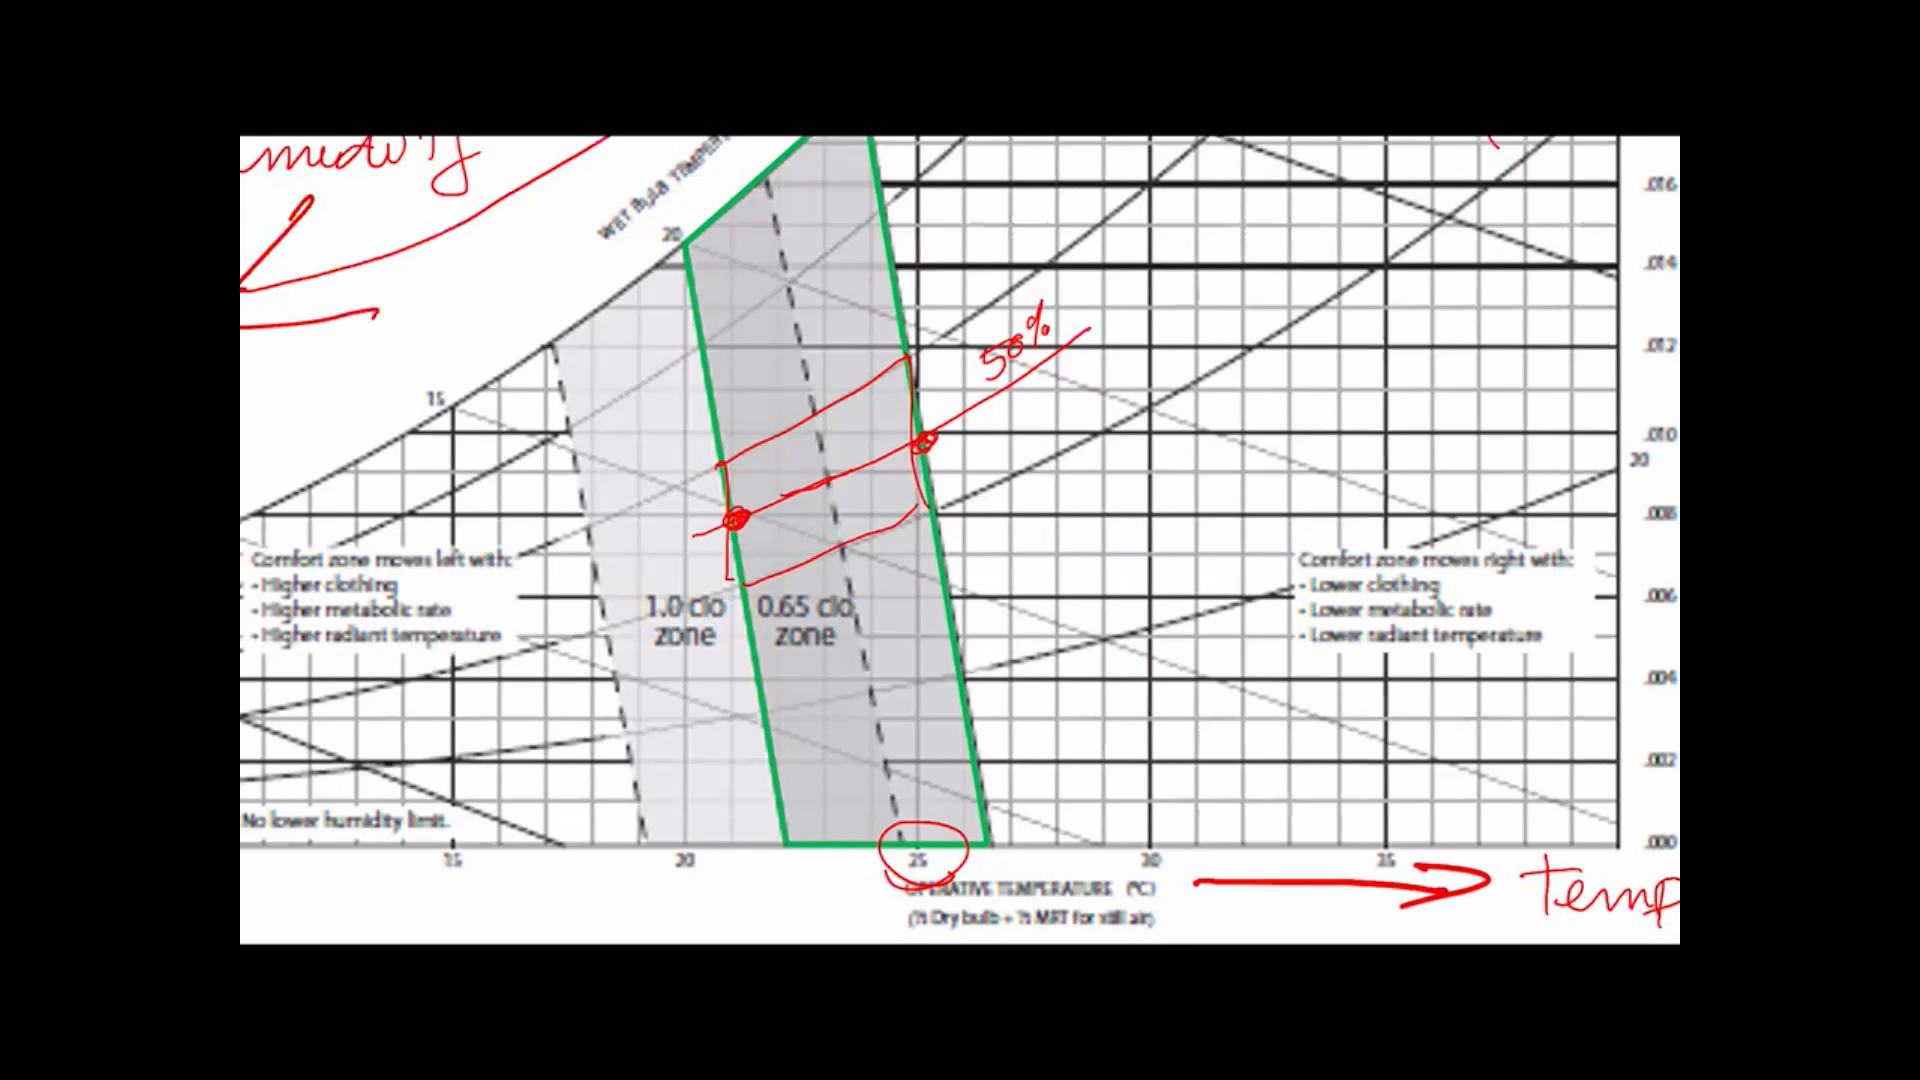 WET BULB TEMPER
.016
20
.014
50%
.012
15
.010
20
.008
Comfort zone moves left with:
- Higher clothing
- Higher metabolic rate
- Higher radiant temperature
Comfort zone moves right with:
- Lower clothing
- Lower metabolic rate
- Lower radiant temperature
1.0 clo
zone
0.65 clo
zone
.006
.004
.002
No lower humidity limit.
.000
15 20 25 30 35
OPERATIVE TEMPERATURE (°C)
(½ Dry bulb + ½ MRT for still air)
temp